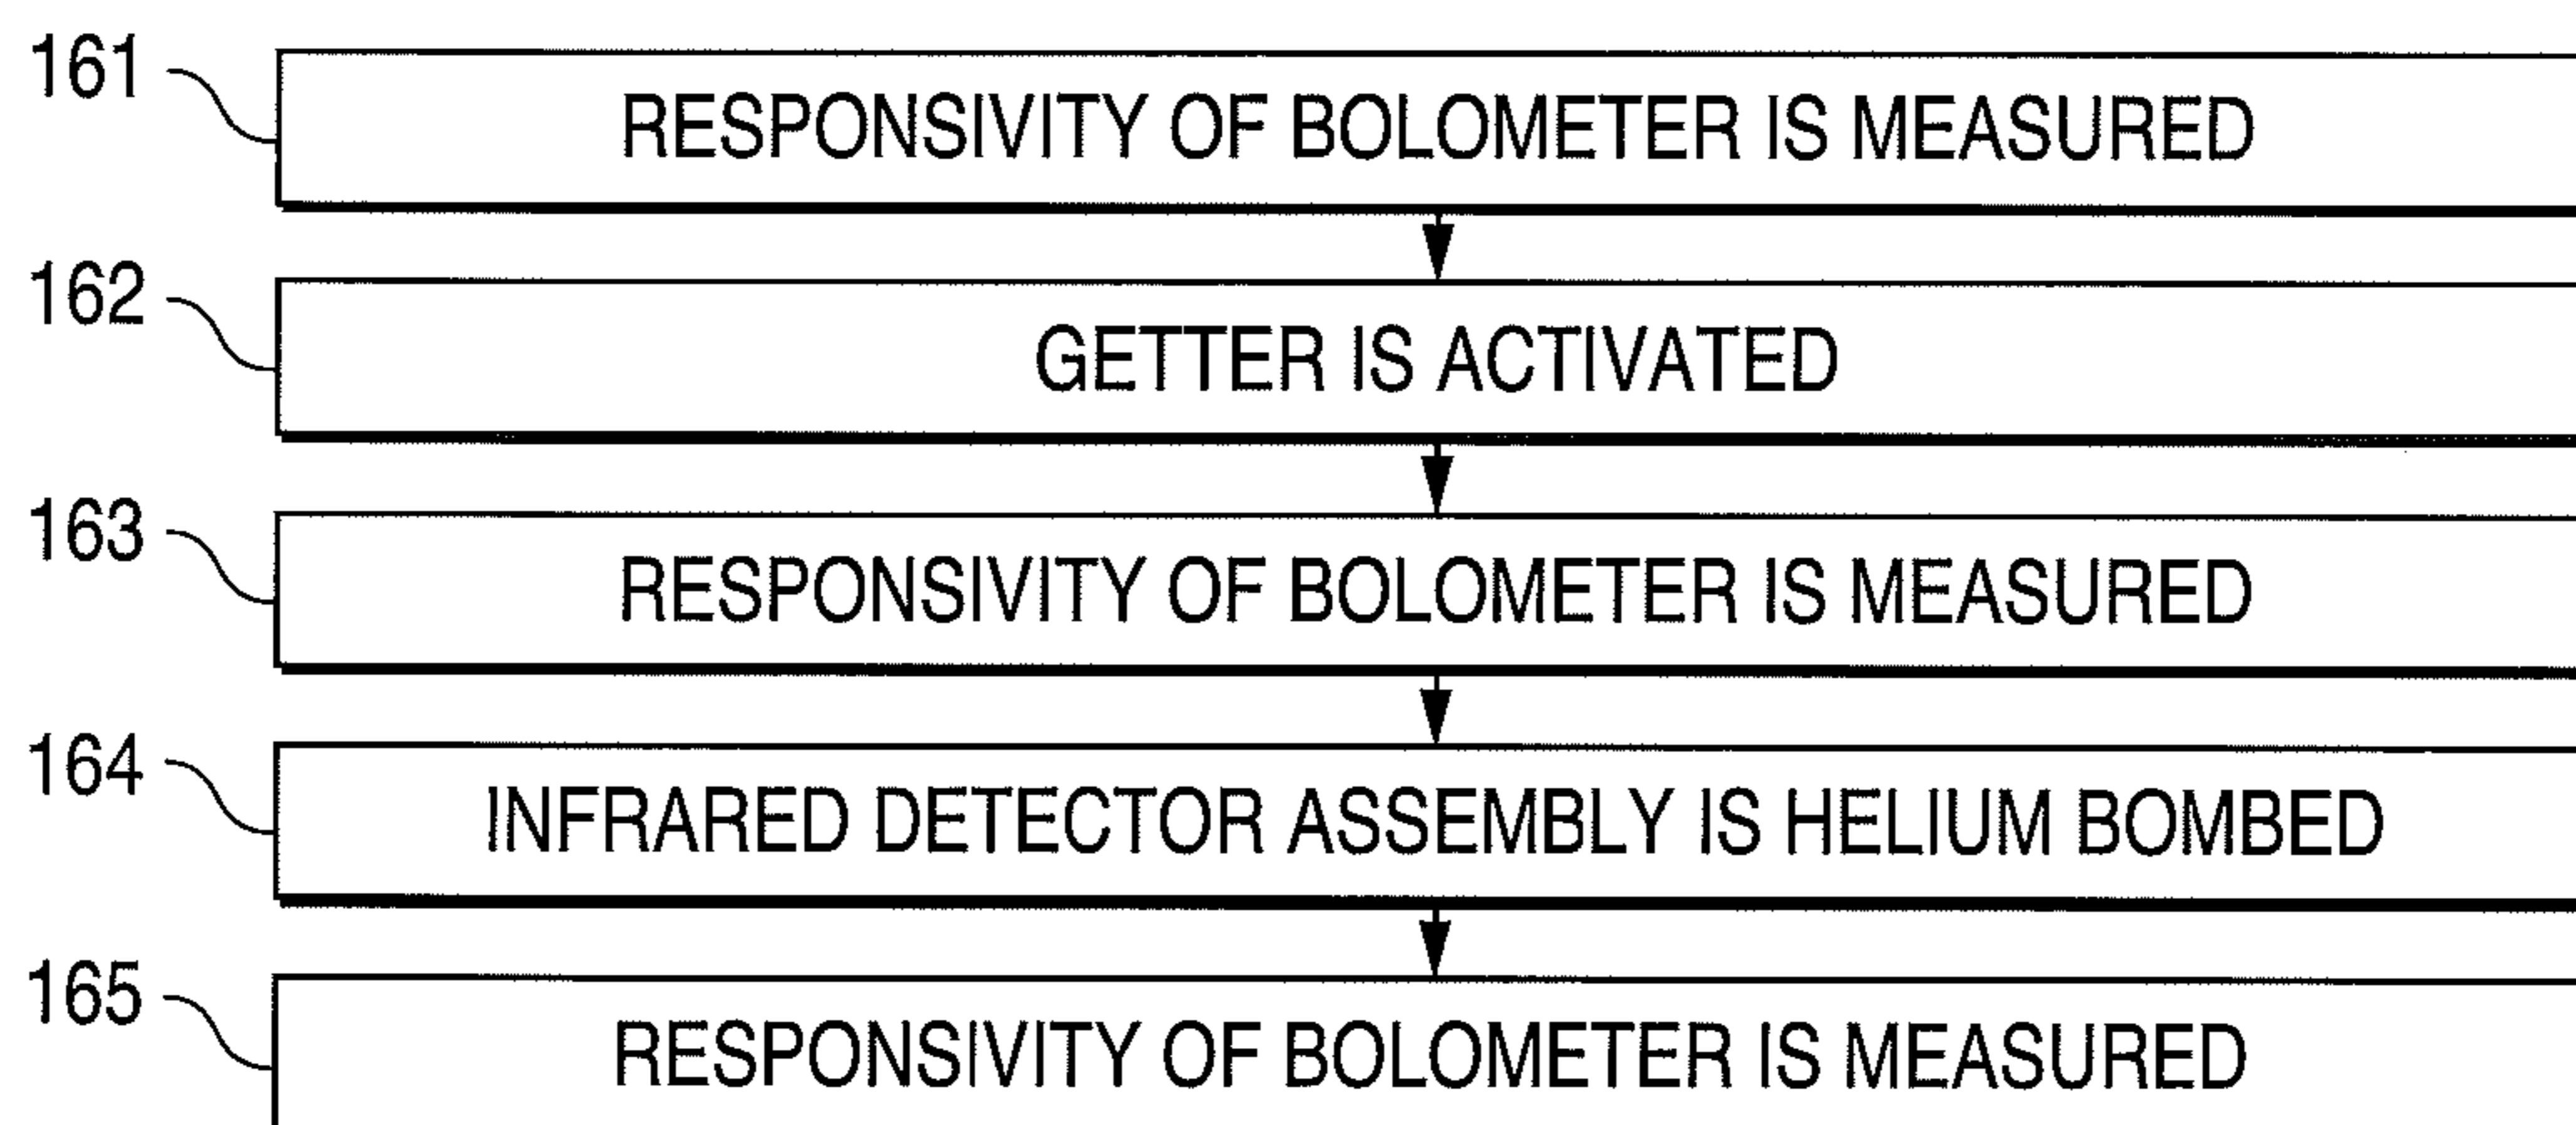 161
RESPONSIVITY OF BOLOMETER IS MEASURED
162
GETTER IS ACTIVATED
163
RESPONSIVITY OF BOLOMETER IS MEASURED
164
INFRARED DETECTOR ASSEMBLY IS HELIUM BOMBED
165
RESPONSIVITY OF BOLOMETER IS MEASURED